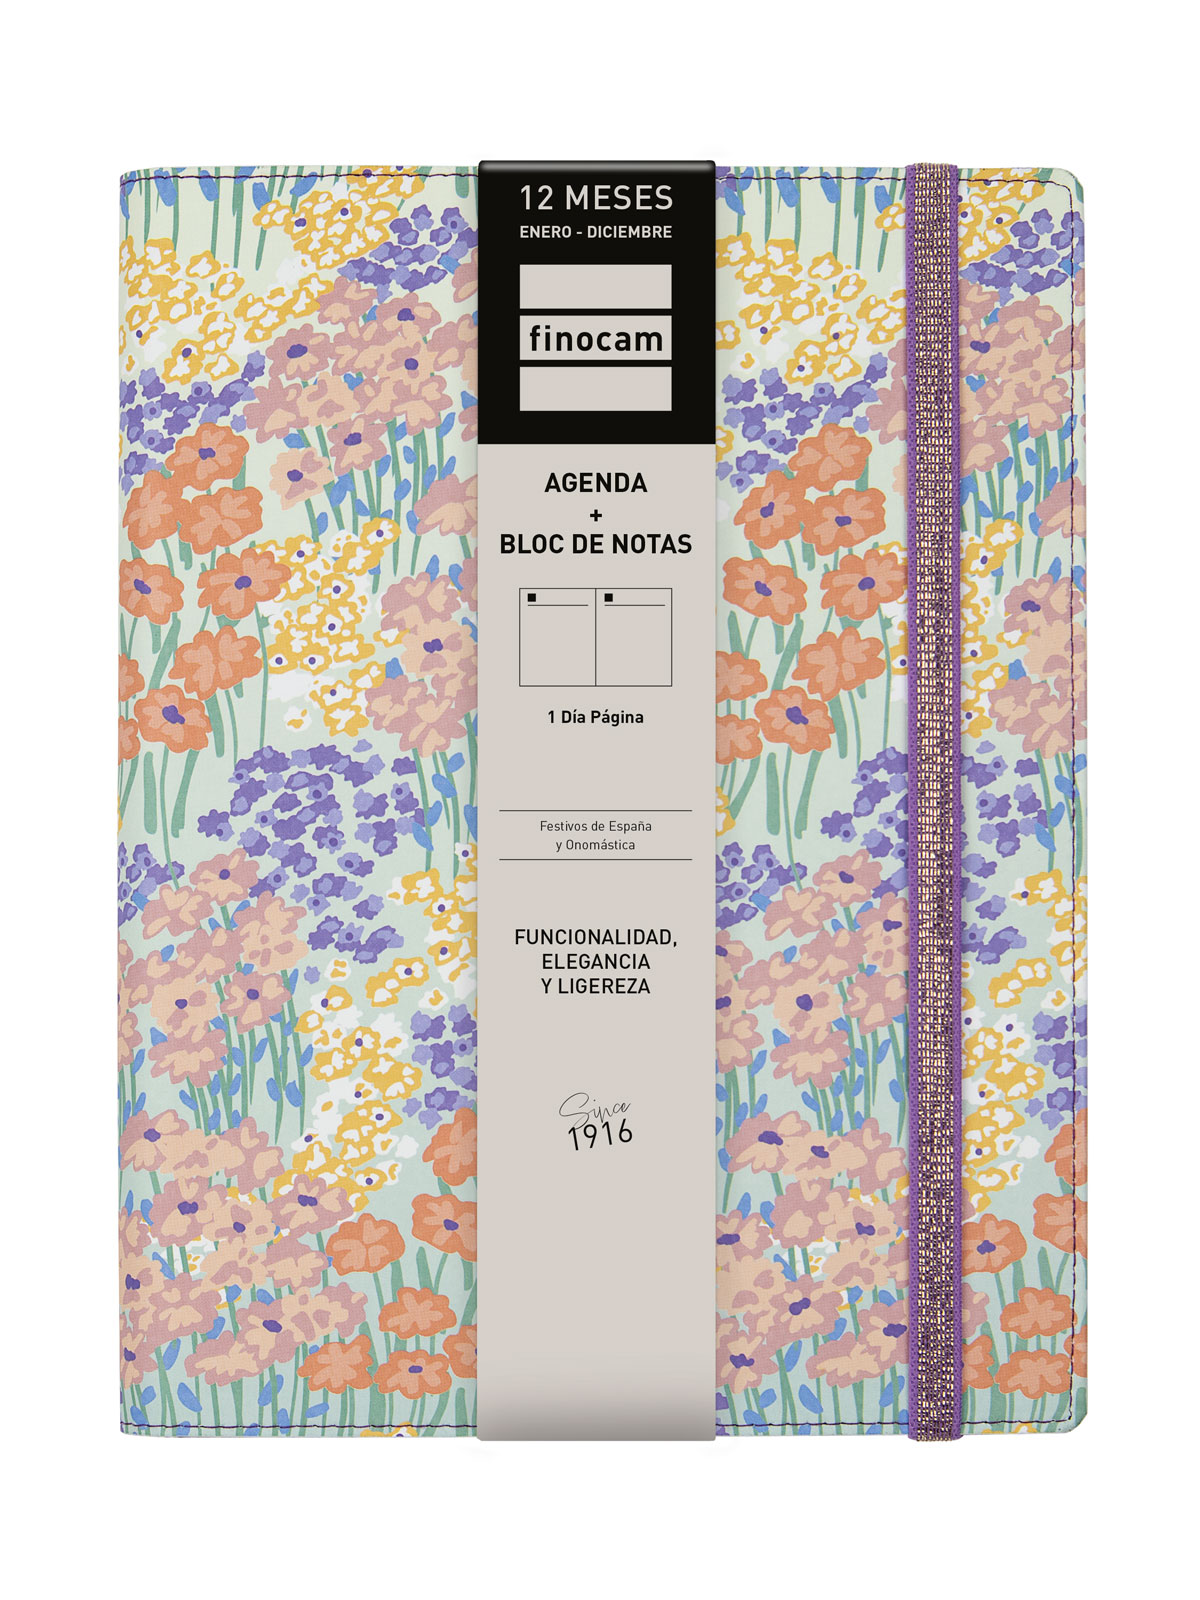 12 MESES
ENERO - DICIEMBRE
finocam
AGENDA
+
BLOC DE NOTAS
1 Día Página
Festivos de España
y Onomástica
FUNCIONALIDAD,
ELEGANCIA
Y LIGEREZA
Since
1916